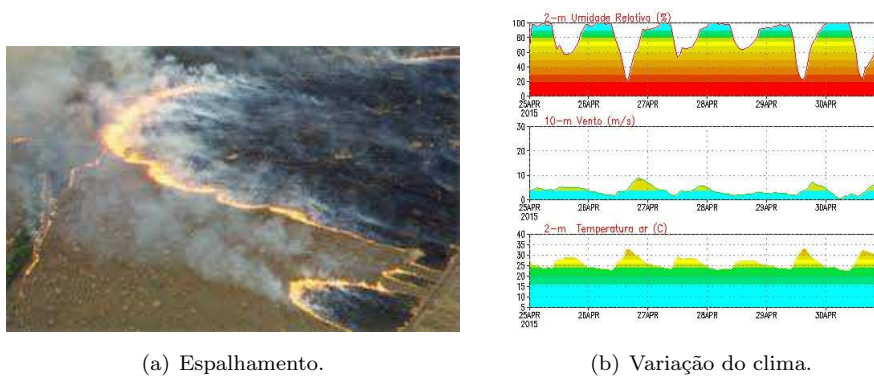 2-m Umidade Relativa (%)
100
80
60
40
20
0
25APR 26APR 27APR 28APR 29APR 30APR
2015
10-m Vento (m/s)
30
20
10
0
25APR 26APR 27APR 28APR 29APR 30APR
2015
2-m Temperatura ar (C)
40
35
30
25
20
15
10
5
25APR 26APR 27APR 28APR 29APR 30APR
2015
(a) Espalhamento.
(b) Variação do clima.